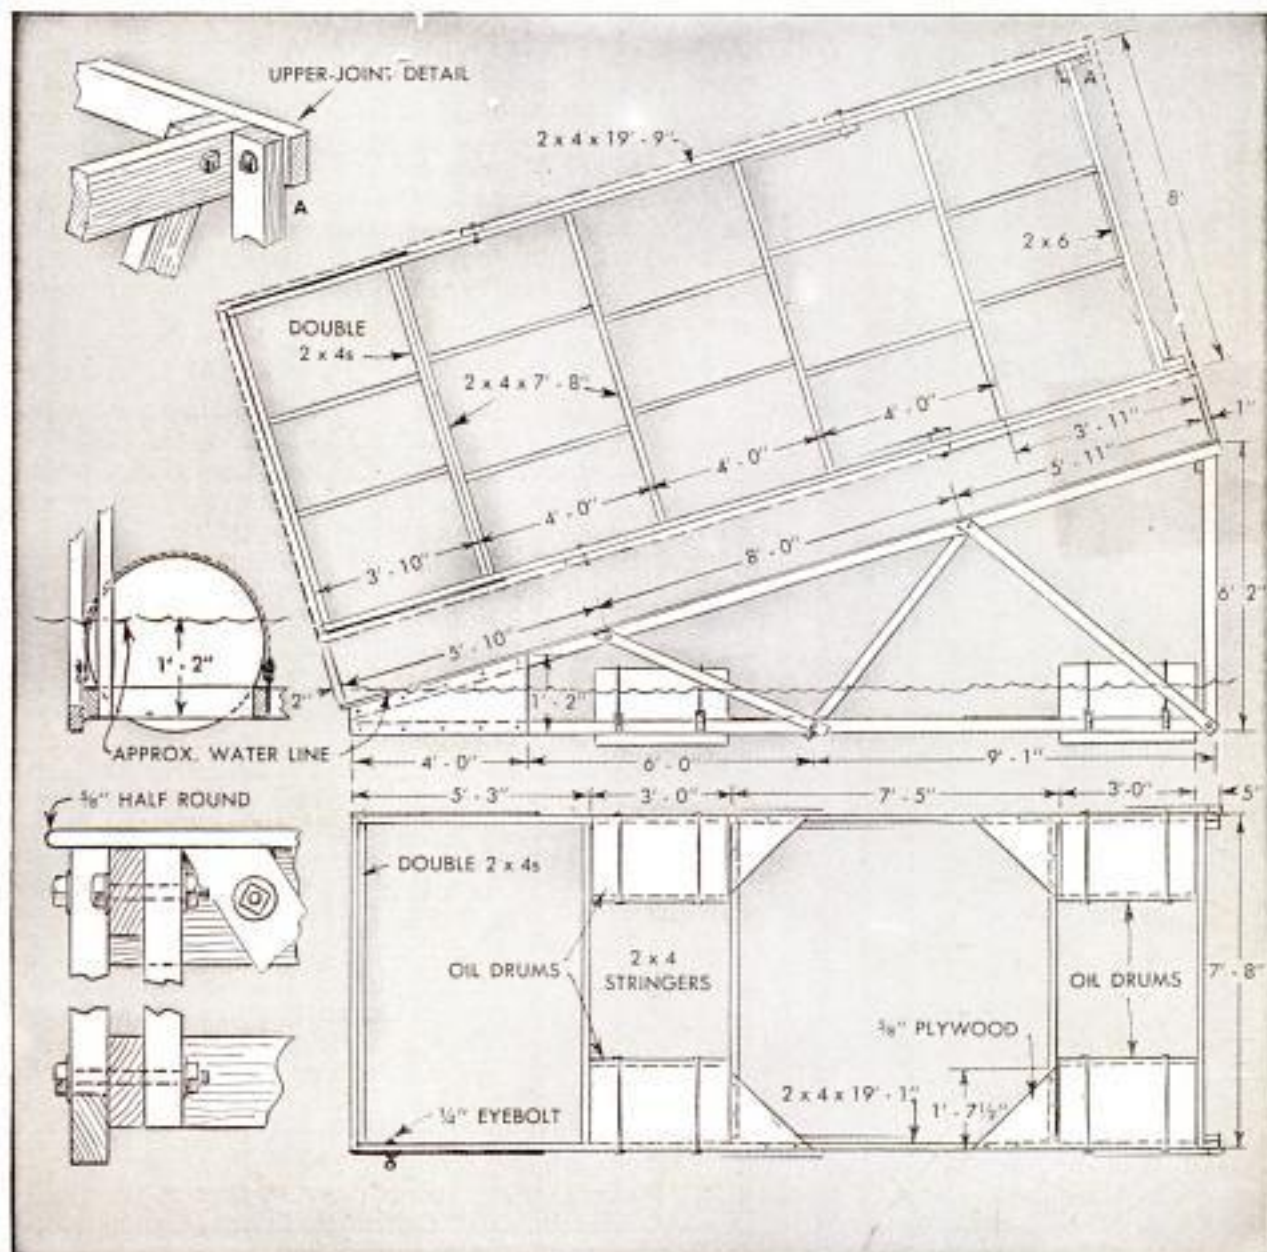 UPPER-JOINT DETAIL
A
A
2 x 4 x 19' - 9"
8'
2 x 6
DOUBLE
2 x 4s
2 x 4 x 7' - 8"
4' - 0"
3' - 11"
1"
4' - 0"
5' - 11"
4' - 0"
3' - 10"
8' - 0"
6' 2"
5' - 10"
1' - 2"
2"
1' - 2"
APPROX. WATER LINE
4' - 0"
6' - 0
9' - 1"
5' - 3"
3' - 0"
7' - 5"
3'-0"
5"
5/8" HALF ROUND
DOUBLE 2 x 4s
OIL DRUMS
2 x 4
STRINGERS
OIL DRUMS
7' - 8"
PLYWOOD
2 x 4 x 19' - 1"
1' - 7½"
¼" EYEBOLT